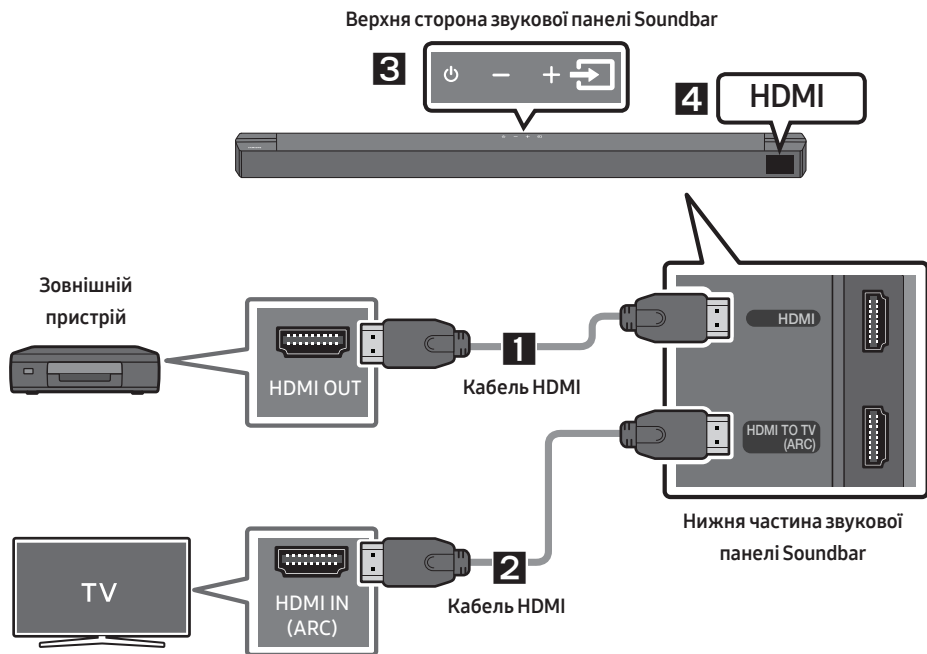 Верхня сторона звукової панелі Soundbar
3
4
HDMI
Зовнішній
пристрій
HDMI OUT
1
Кабель HDMI
HDMI
HDMI TO TV
(ARC)
Нижня частина звукової
панелі Soundbar
TV
HDMI IN
(ARC)
2
Кабель HDMI